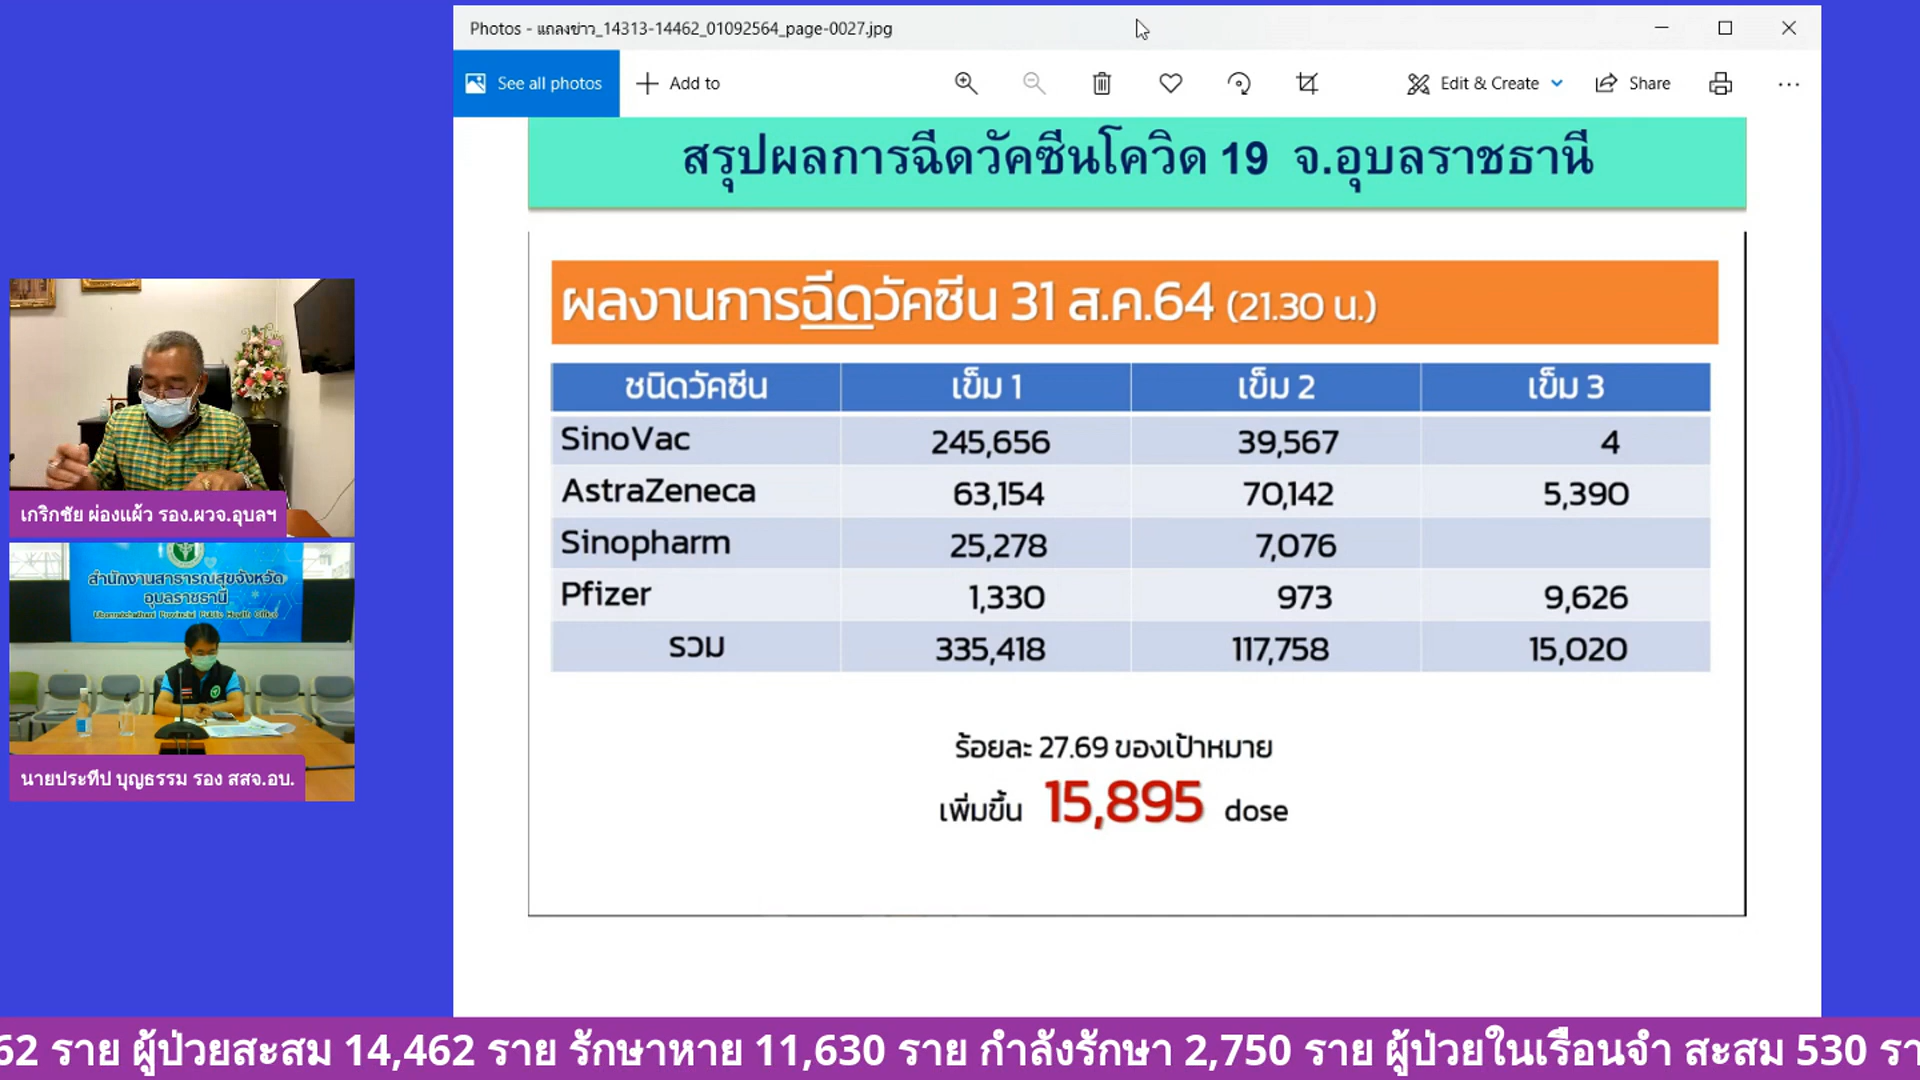 Photos - แถลงข่าว_14313-14462_01092564_page-0027.jpg
See all photos
Add to
Edit & Create
Share
สรุปผลการฉีดวัคซีนโควิด 19 จ.อุบลราชธานี
ผลงานการฉีดวัคซีน 31 ส.ค.64 (21.30 น.)
ชนิดวัคซีน เข็ม 1 เข็ม 2 เข็ม 3
SinoVac 245,656 39,567 4
AstraZeneca 63,154 70,142 5,390
Sinopharm 25,278 7,076
Pfizer 1,330 973 9,626
รวม 335,418 117,758 15,020
ร้อยละ 27.69 ของเป้าหมาย
เพิ่มขึ้น 15,895 dose
เกริกชัย ผ่องแผ้ว รอง.ผวจ.อุบลฯ
สำนักงานสาธารณสุขจังหวัด
อุบลราชธานี
นายประทีป บุญธรรม รอง สสจ.อบ.
62 ราย ผู้ป่วยสะสม 14,462 ราย รักษาหาย 11,630 ราย กำลังรักษา 2,750 ราย ผู้ป่วยในเรือนจำ สะสม 530 รา